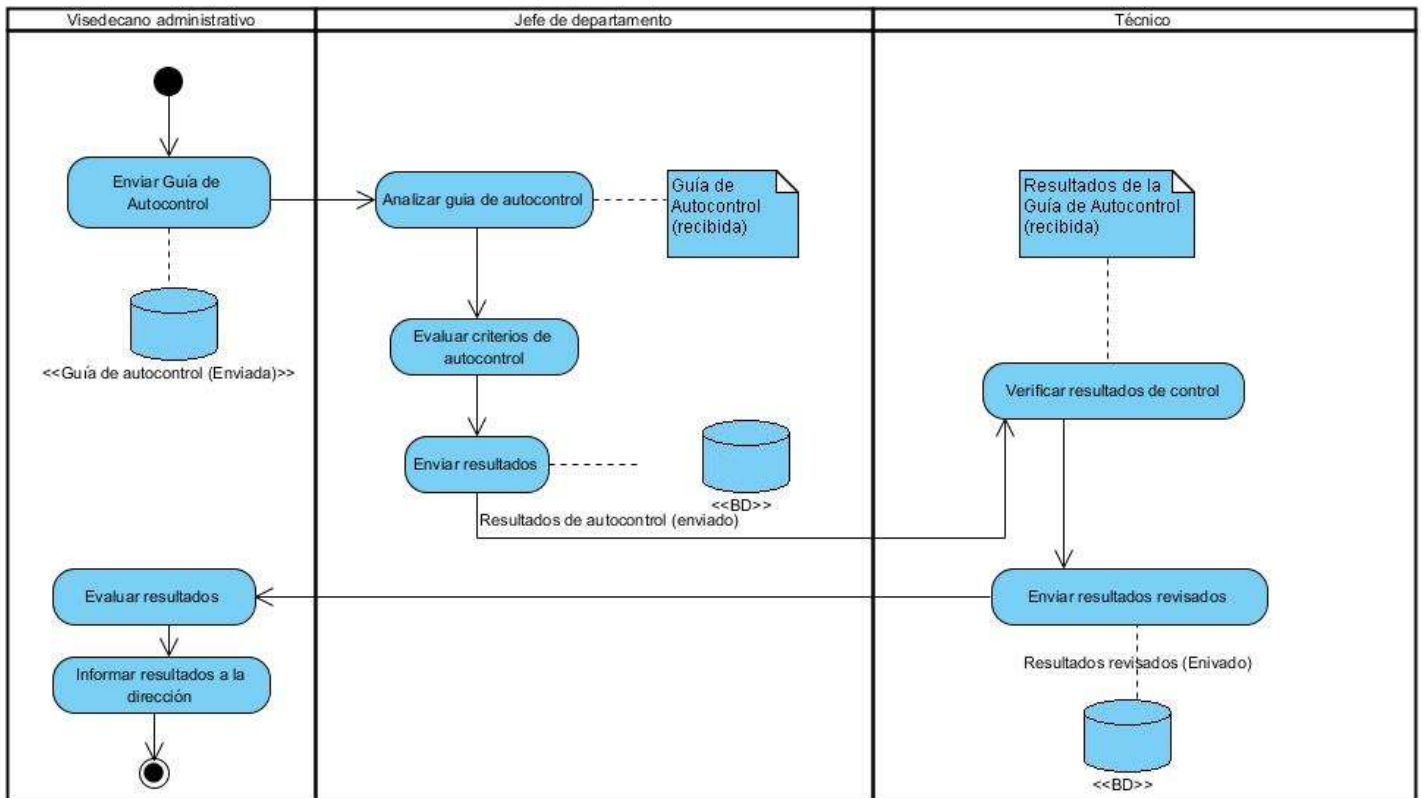 Visedecano administrativo
Jefe de departamento
Técnico
Enviar Guía de
Autocontrol
<<Guía de autocontrol (Enviada)>>
Analizar guia de autocontrol
Guía de
Autocontrol
(recibida)
Evaluar criterios de
autocontrol
Enviar resultados
<<BD>>
Resultados de autocontrol (enviado)
Resultados de la
Guía de Autocontrol
(recibida)
Verificar resultados de control
Enviar resultados revisados
Resultados revisados (Enivado)
<<BD>>
Evaluar resultados
Informar resultados a la
dirección